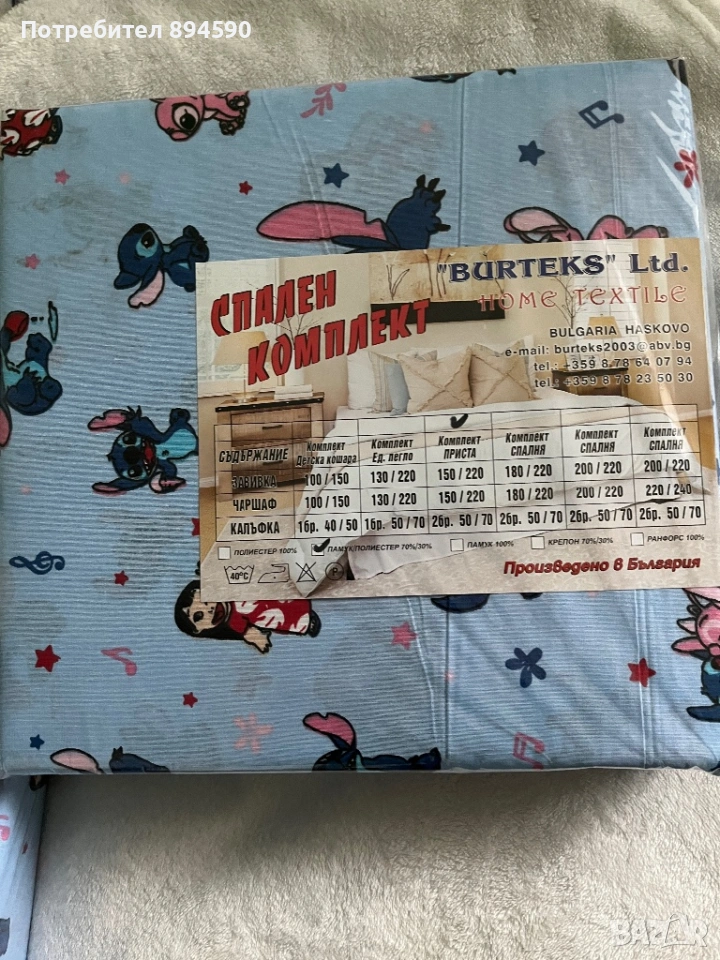 Потребител 894590
СПАЛЕН
КОМПЛЕКТ
"BURTEKS" Ltd.
HOME TEXTILE
BULGARIA HASKOVO
e-mail: burteks2003@abv.bg
tel.: +359 8 78 64 07 94
tel.: +359 8 78 23 50 30
СЪДЪРЖАНИЕ Комплект Детска кошара Комплект Ед. легло Комплект ПРИСТА Комплект СПАЛНЯ Комплект СПАЛНЯ Комплект СПАЛНЯ
ЗАВИВКА 100 / 150 130 / 220 150 / 220 180 / 220 200 / 220 200 / 220
ЧАРШАФ 100 / 150 130 / 220 150 / 220 180 / 220 200 / 220 220 / 240
КАЛЪФКА 1бр. 40 / 50 1бр. 50 / 70 2бр. 50 / 70 2бр. 50 / 70 2бр. 50 / 70 2бр. 50 / 70
ПОЛИЕСТЕР 100% ПАМУК/ПОЛИЕСТЕР 70%/30% ПАМУК 100% КРЕПОН 70%/30% РАНФОРС 100%
40°C P Произведено в България
BAZAR